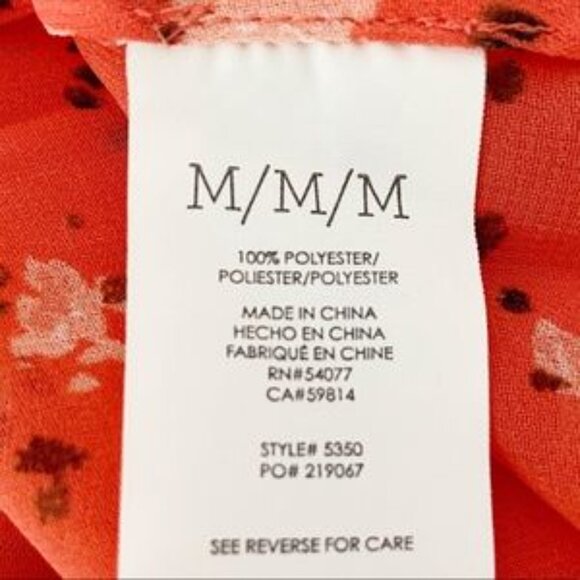 M/M/M
100% POLYESTER/
POLIESTER/POLYESTER
MADE IN CHINA
HECHO EN CHINA
FABRIQUÉ EN CHINE
RN#54077
CA#59814
STYLE# 5350
PO# 219067
SEE REVERSE FOR CARE